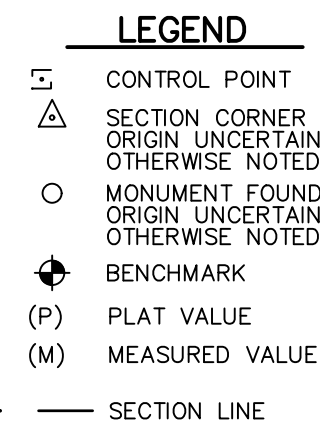 LEGEND
CONTROL POINT
SECTION CORNER
ORIGIN UNCERTAIN
OTHERWISE NOTED
MONUMENT FOUND
ORIGIN UNCERTAIN
OTHERWISE NOTED
BENCHMARK
(P) PLAT VALUE
(M) MEASURED VALUE
SECTION LINE